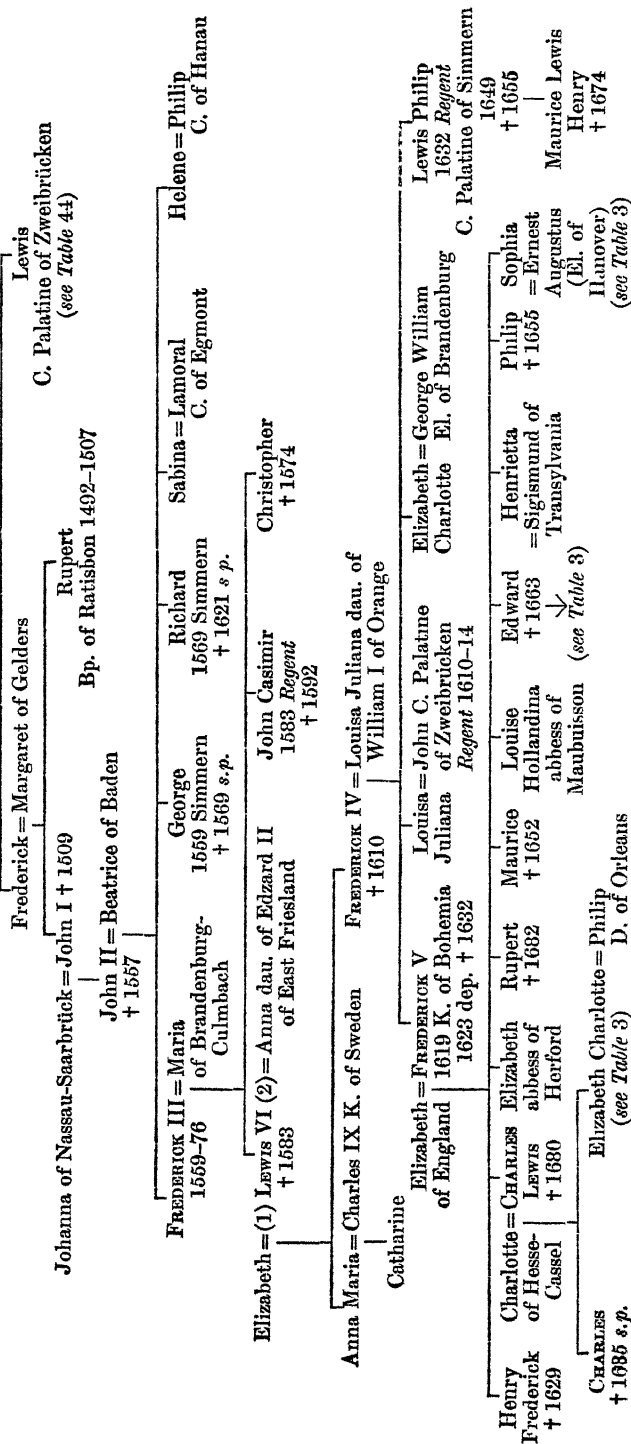 Frederick = Margaret of Gelders
Lewis
C. Palatine of Zweibrücken
(see Table 44)
Johanna of Nassau-Saarbrück = John I † 1509
Rupert
Bp. of Ratisbon 1492–1507
John II = Beatrice of Baden
† 1557
FREDERICK III = Maria
1559–76
of Brandenburg-
Culmbach
George
1559 Simmern
† 1569 s.p.
Richard
1569 Simmern
† 1621 s p.
Sabina = Lamoral
C. of Egmont
Helene = Philip
C. of Hanau
Elizabeth = (1) LEWIS VI (2) = Anna dau. of Edzard II
† 1583
of East Friesland
John Casimir
1583 Regent
† 1592
Christopher
† 1574
Anna Maria = Charles IX K. of Sweden
FREDERICK IV = Louisa Juliana dau. of
† 1610
William I of Orange
Catharine
Elizabeth = FREDERICK V
of England
1619 K. of Bohemia
1623 dep. † 1632
Louisa = John C. Palatne
Juliana
of Zweibrücken
Regent 1610–14
Elizabeth = George William
Charlotte
El. of Brandenburg
Lewis Philip
1632 Regent
C. Palatine of Simmern
1649
† 1655
Maurice Lewis
Henry
† 1674
Henry
Frederick
† 1629
Charlotte = CHARLES
of Hesse-
Cassel
LEWIS
† 1680
Elizabeth
abbess of
Herford
Rupert
† 1682
Maurice
† 1652
Louise
Hollandina
abbess of
Maubuisson
Edward
† 1663
(see Table 3)
Henrietta
= Sigismund of
Transylvania
Philip
† 1655
Sophia
= Ernest
Augustus
(El. of
Hanover)
(see Table 3)
CHARLES
† 1685 s.p.
Elizabeth Charlotte = Philip
(see Table 3)
D. of Orleans